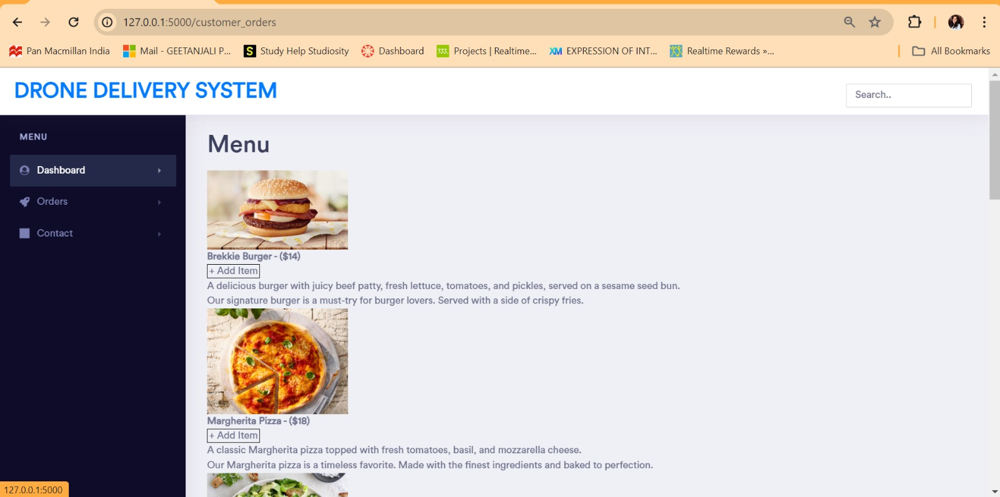 127.0.0.1:5000/customer_orders
Pan Macmillan India
Mail - GEETANJALI P...
Study Help Studiosity
Dashboard
Projects | Realtime...
XM EXPRESSION OF INT...
Realtime Rewards »...
All Bookmarks
DRONE DELIVERY SYSTEM
Search..
MENU
Dashboard
Orders
Contact
Menu
Brekkie Burger - ($14)
+ Add Item
A delicious burger with juicy beef patty, fresh lettuce, tomatoes, and pickles, served on a sesame seed bun.
Our signature burger is a must-try for burger lovers. Served with a side of crispy fries.
Margherita Pizza - ($18)
+ Add Item
A classic Margherita pizza topped with fresh tomatoes, basil, and mozzarella cheese.
Our Margherita pizza is a timeless favorite. Made with the finest ingredients and baked to perfection.
127.0.0.1:5000